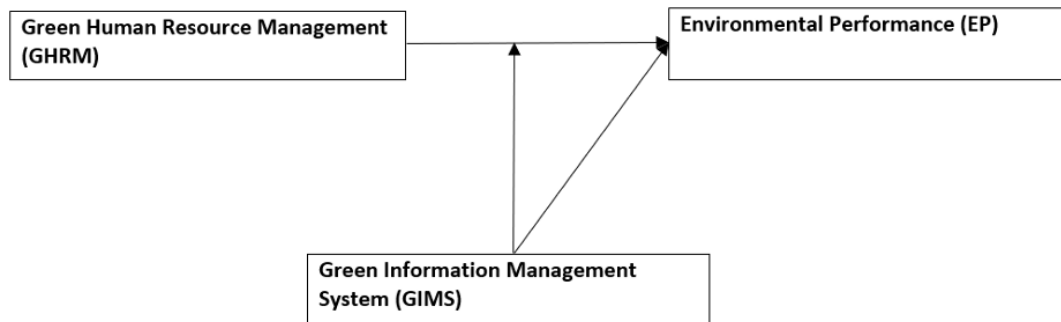 Green Human Resource Management
(GHRM)
Environmental Performance (EP)
Green Information Management
System (GIMS)